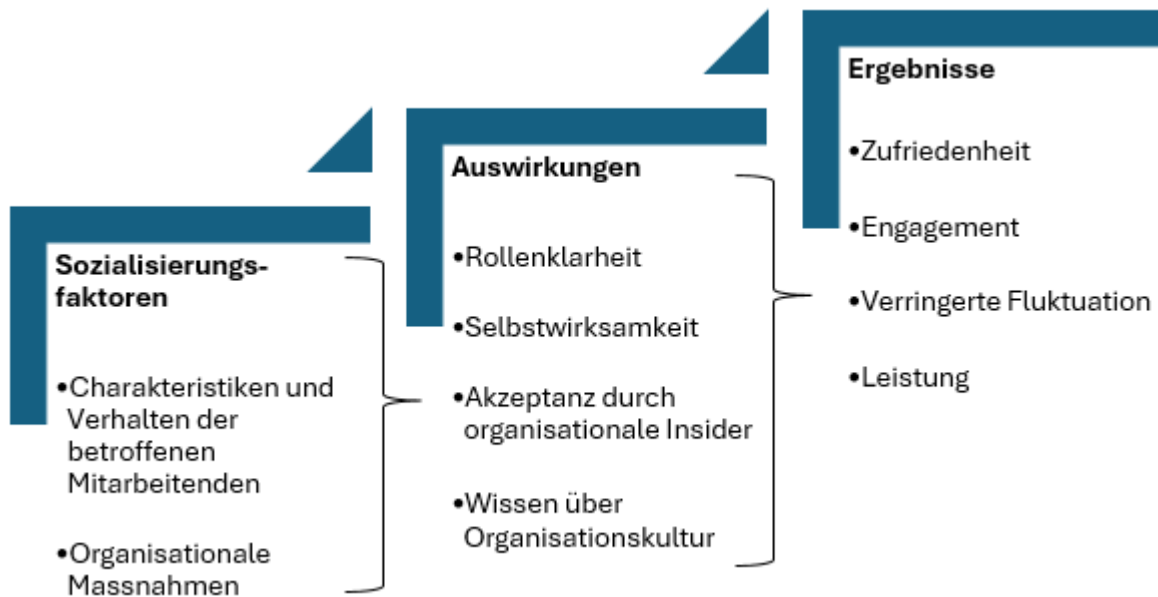 Sozialisierungs-
faktoren
•Charakteristiken und
Verhalten der
betroffenen
Mitarbeitenden
•Organisationale
Massnahmen
Auswirkungen
•Rollenklarheit
•Selbstwirksamkeit
•Akzeptanz durch
organisationale Insider
•Wissen über
Organisationskultur
Ergebnisse
•Zufriedenheit
•Engagement
•Verringerte Fluktuation
•Leistung